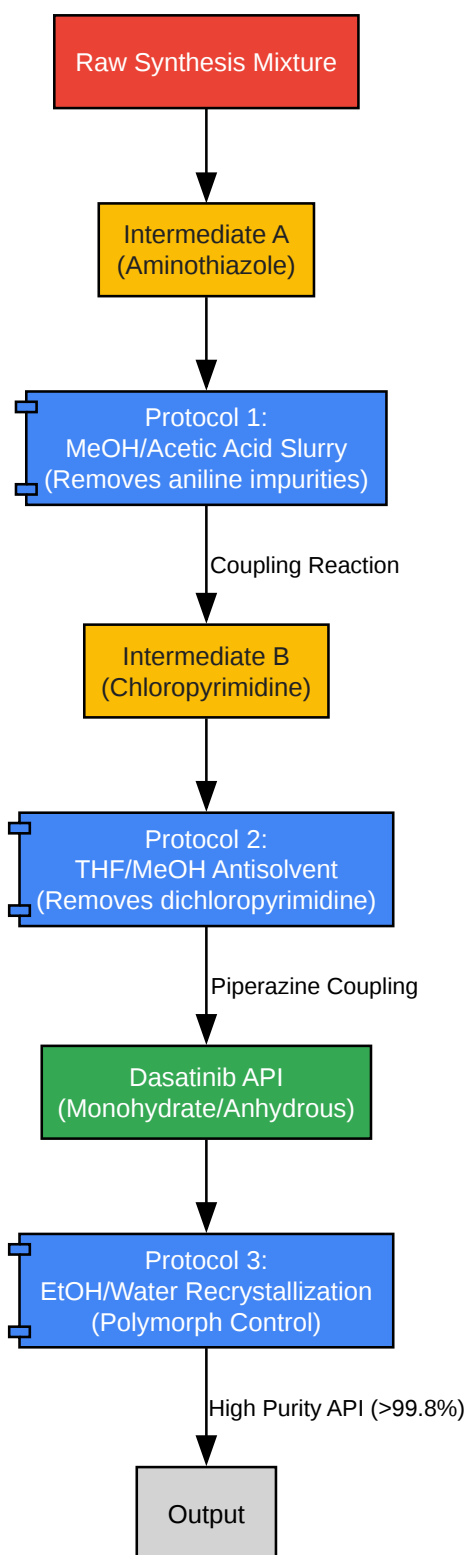 Raw Synthesis Mixture
Intermediate A
(Aminothiazole)
Protocol 1:
MeOH/Acetic Acid Slurry
(Removes aniline impurities)
Coupling Reaction
Intermediate B
(Chloropyrimidine)
Protocol 2:
THF/MeOH Antisolvent
(Removes dichloropyrimidine)
Piperazine Coupling
Dasatinib API
(Monohydrate/Anhydrous)
Protocol 3:
EtOH/Water Recrystallization
(Polymorph Control)
High Purity API (>99.8%)
Output